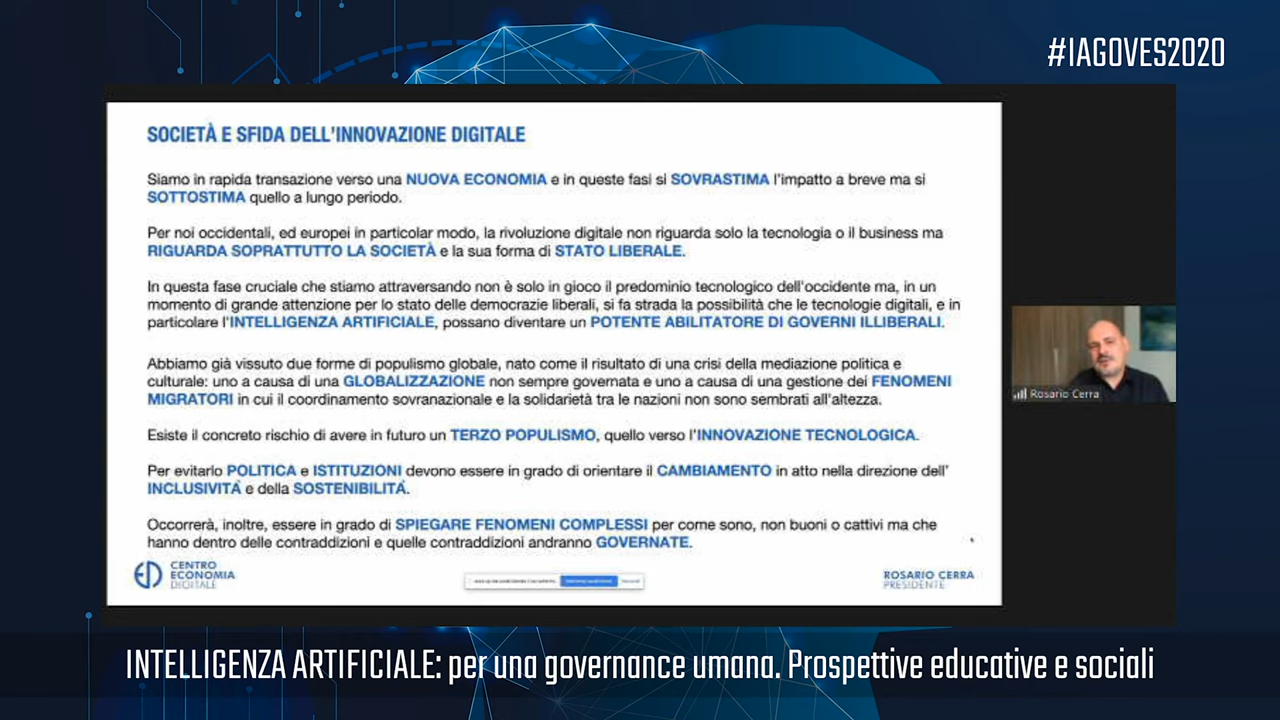 #IAGOVES2020
SOCIETÀ E SFIDA DELL'INNOVAZIONE DIGITALE
Siamo in rapida transazione verso una NUOVA ECONOMIA e in queste fasi si SOVRASTIMA l'impatto a breve ma si
SOTTOSTIMA quello a lungo periodo.
Per noi occidentali, ed europei in particolar modo, la rivoluzione digitale non riguarda solo la tecnologia o il business ma
RIGUARDA SOPRATTUTTO LA SOCIETÀ e la sua forma di STATO LIBERALE.
In questa fase cruciale che stiamo attraversando non è solo in gioco il predominio tecnologico dell'occidente ma, in un
momento di grande attenzione per lo stato delle democrazie liberali, si fa strada la possibilità che le tecnologie digitali, e in
particolare l'INTELLIGENZA ARTIFICIALE, possano diventare un POTENTE ABILITATORE DI GOVERNI ILLIBERALI.
Abbiamo già vissuto due forme di populismo globale, nato come il risultato di una crisi della mediazione politica e
culturale: uno a causa di una GLOBALIZZAZIONE non sempre governata e uno a causa di una gestione dei FENOMENI
MIGRATORI in cui il coordinamento sovranazionale e la solidarietà tra le nazioni non sono sembrati all'altezza.
Esiste il concreto rischio di avere in futuro un TERZO POPULISMO, quello verso l'INNOVAZIONE TECNOLOGICA.
Per evitarlo POLITICA e ISTITUZIONI devono essere in grado di orientare il CAMBIAMENTO in atto nella direzione dell'
INCLUSIVITÀ e della SOSTENIBILITÀ.
Occorrerà, inoltre, essere in grado di SPIEGARE FENOMENI COMPLESSI per come sono, non buoni o cattivi ma che
hanno dentro delle contraddizioni e quelle contraddizioni andranno GOVERNATE.
CENTRO
ECONOMIA
DIGITALE
ROSARIO CERRA
PRESIDENTE
Rosario Cerra
INTELLIGENZA ARTIFICIALE: per una governance umana. Prospettive educative e sociali